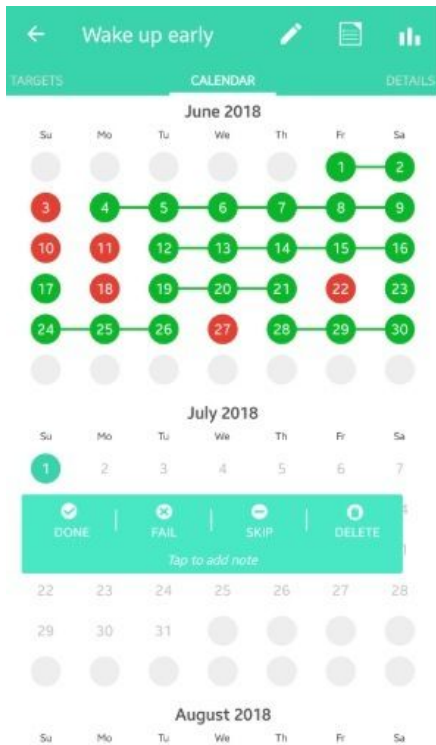 Wake up early
TARGETS CALENDAR DETAILS
June 2018
Su Mo Tu We Th Fr Sa
1 2
3 4 5 6 7 8 9
10 11 12 13 14 15 16
17 18 19 20 21 22 23
24 25 26 27 28 29 30
July 2018
Su Mo Tu We Th Fr Sa
1 2 3 4 5 6 7
DONE FAIL SKIP DELETE
Tap to add note
22 23 24 25 26 27 28
29 30 31
August 2018
Su Mo Tu We Th Fr Sa